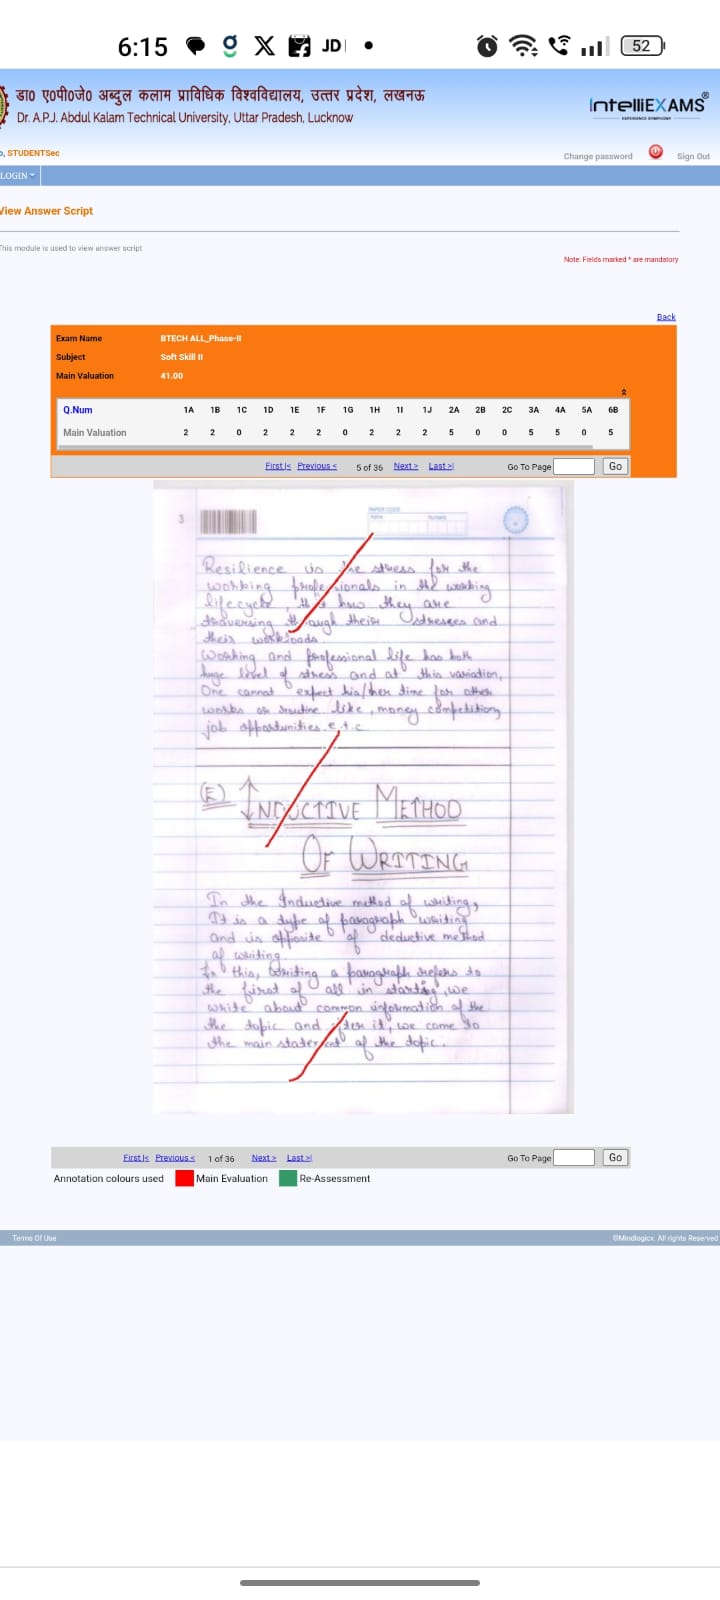 6:15
JD
52
डा० ए०पी०जे० अब्दुल कलाम प्राविधिक विश्वविद्यालय, उत्तर प्रदेश, लखनऊ
Dr. A.P.J. Abdul Kalam Technical University, Uttar Pradesh, Lucknow
IntelliEXAMS®
EXPERIENCE SYMPHONY
, STUDENTSec
Change password Sign Out
LOGIN
View Answer Script
This module is used to view answer script
Note: Fields marked * are mandatory
Back
Exam Name BTECH ALL_Phase-II
Subject Soft Skill II
Main Valuation 41.00
Q.Num 1A 1B 1C 1D 1E 1F 1G 1H 1I 1J 2A 2B 2C 3A 4A 5A 6B
Main Valuation 2 2 0 2 2 2 0 2 2 2 5 0 0 5 5 0 5
First |< Previous < 5 of 36 Next > Last >| Go To Page Go
3
PAPER CODE
Resilience is the stress for the
working professionals in the working
lifecycle, how they are
traversing through their stresses and
their workloads.
Working and professional life has both
huge level of stress and at this variation,
One cannot expect his/her time for other
works or routine like, money competition,
job opportunities e.t.c
(E) INDUCTIVE METHOD
OF WRITING
In the Inductive method of writing,
It is a type of paragraph writing
and is opposite of deductive method
of writing.
In this, writing a paragraph refers to
the first of all in starting, we
write about common information of the
the topic and after it, we come to
the main statement of the topic.
First |< Previous < 1 of 36 Next > Last >| Go To Page Go
Annotation colours used Main Evaluation Re-Assessment
Terms Of Use ©Mindlogicx. All rights Reserved